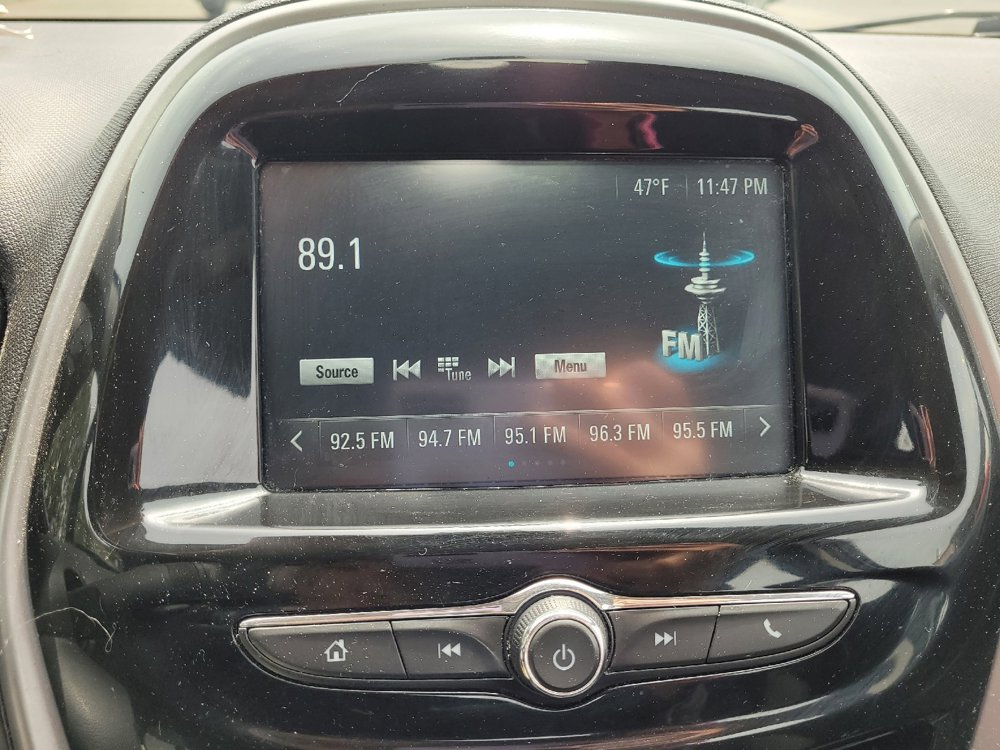 47°F 11:47 PM
89.1
FM
Source Tune Menu
92.5 FM 94.7 FM 95.1 FM 96.3 FM 95.5 FM